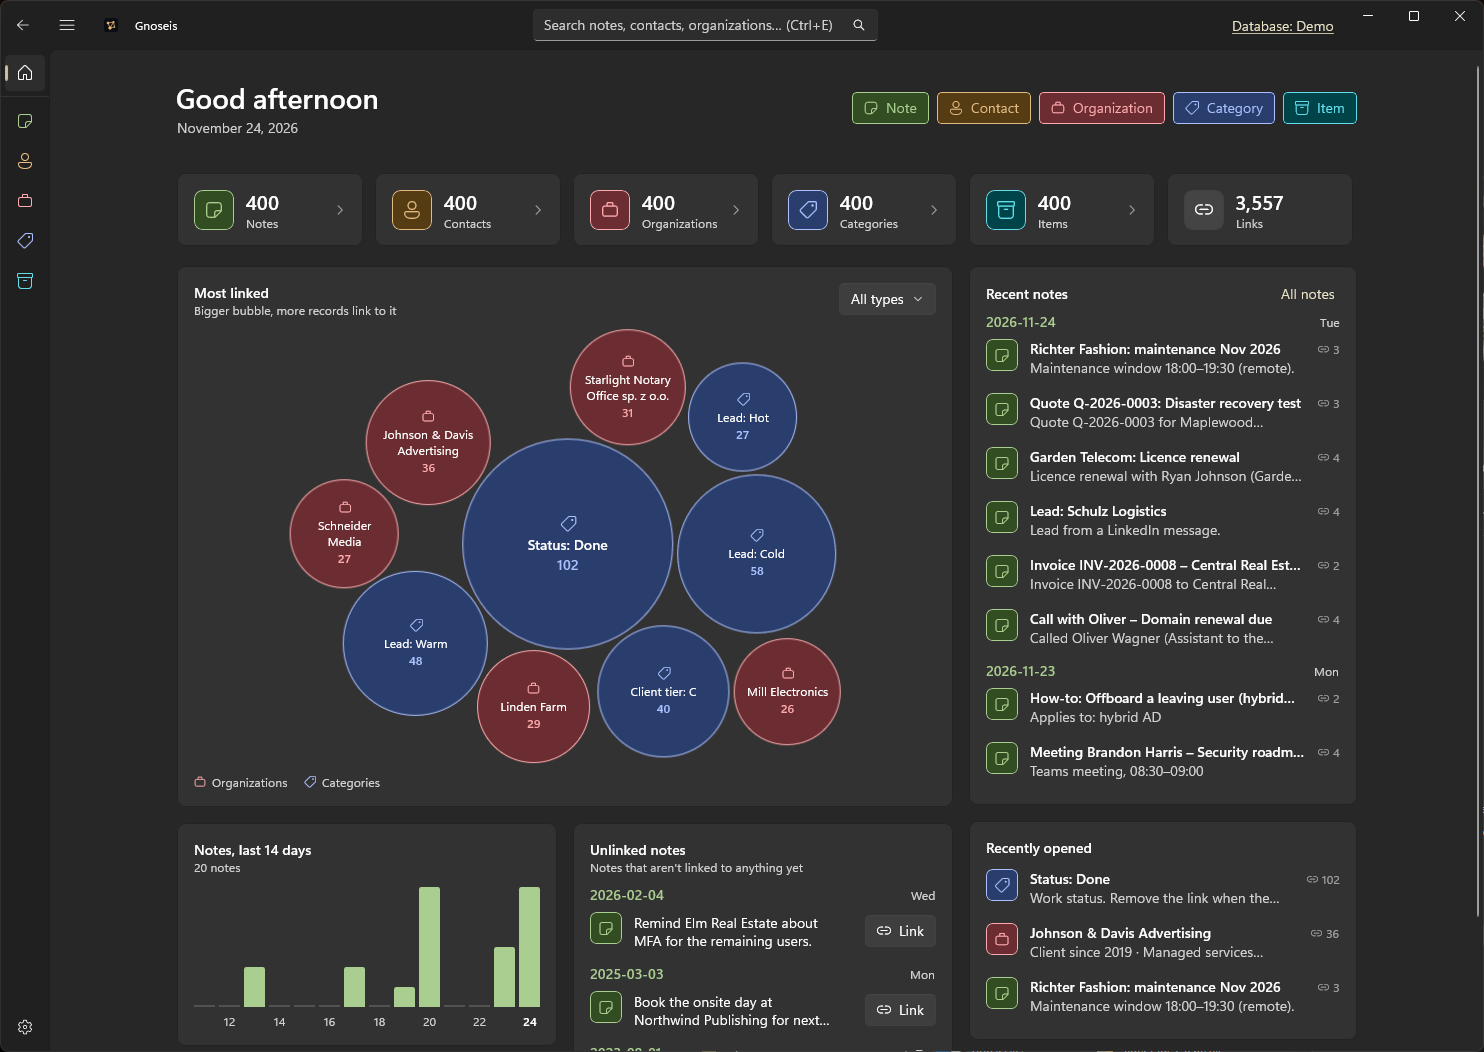 Gnoseis
Search notes, contacts, organizations... (Ctrl+E)
Database: Demo
Good afternoon
November 24, 2026
Note
Contact
Organization
Category
Item
400
Notes
400
Contacts
400
Organizations
400
Categories
400
Items
3,557
Links
Most linked
Bigger bubble, more records link to it
All types
Starlight Notary
Office sp. z o.o.
31
Lead: Hot
27
Johnson & Davis
Advertising
36
Schneider
Media
27
Status: Done
102
Lead: Cold
58
Lead: Warm
48
Linden Farm
29
Client tier: C
40
Mill Electronics
26
Organizations
Categories
Recent notes
All notes
2026-11-24
Tue
Richter Fashion: maintenance Nov 2026
3
Maintenance window 18:00–19:30 (remote).
Quote Q-2026-0003: Disaster recovery test
3
Quote Q-2026-0003 for Maplewood...
Garden Telecom: Licence renewal
4
Licence renewal with Ryan Johnson (Garde...
Lead: Schulz Logistics
4
Lead from a LinkedIn message.
Invoice INV-2026-0008 – Central Real Est...
2
Invoice INV-2026-0008 to Central Real...
Call with Oliver – Domain renewal due
4
Called Oliver Wagner (Assistant to the...
2026-11-23
Mon
How-to: Offboard a leaving user (hybrid...
2
Applies to: hybrid AD
Meeting Brandon Harris – Security roadm...
4
Teams meeting, 08:30–09:00
Notes, last 14 days
20 notes
12
14
16
18
20
22
24
Unlinked notes
Notes that aren't linked to anything yet
2026-02-04
Wed
Remind Elm Real Estate about
MFA for the remaining users.
Link
2025-03-03
Mon
Book the onsite day at
Northwind Publishing for next...
Link
Recently opened
Status: Done
102
Work status. Remove the link when the...
Johnson & Davis Advertising
36
Client since 2019 · Managed services...
Richter Fashion: maintenance Nov 2026
3
Maintenance window 18:00–19:30 (remote).